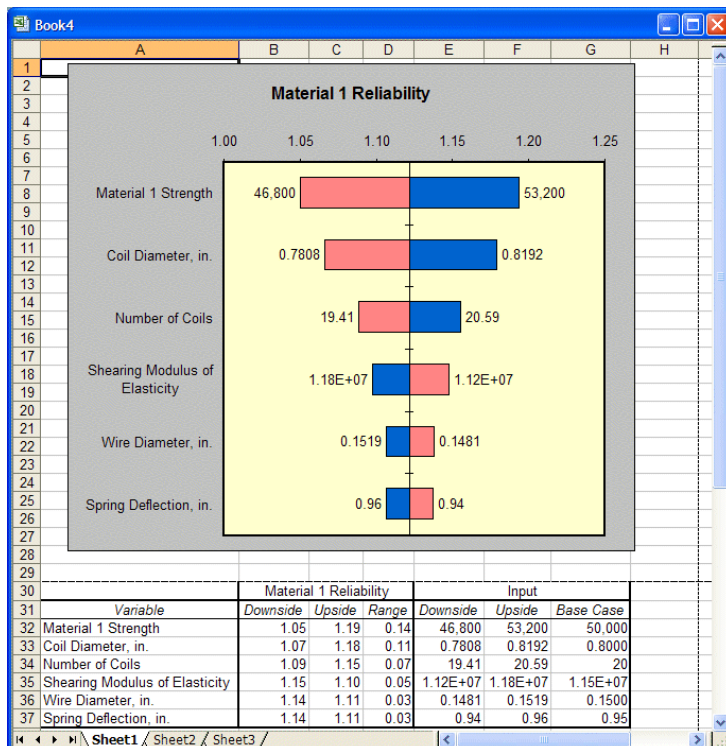 Book4
A B C D E F G H
1
2
3
4
5
6
7
8
9
10
11
12
13
14
15
16
17
18
19
20
21
22
23
24
25
26
27
28
29
Material 1 Reliability
1.00 1.05 1.10 1.15 1.20 1.25
Material 1 Strength 46,800 53,200
Coil Diameter, in. 0.7808 0.8192
Number of Coils 19.41 20.59
Shearing Modulus of
Elasticity
1.18E+07 1.12E+07
Wire Diameter, in. 0.1519 0.1481
Spring Deflection, in. 0.96 0.94
30 Material 1 Reliability Input
31 Variable Downside Upside Range Downside Upside Base Case
32 Material 1 Strength 1.05 1.19 0.14 46,800 53,200 50,000
33 Coil Diameter, in. 1.07 1.18 0.11 0.7808 0.8192 0.8000
34 Number of Coils 1.09 1.15 0.07 19.41 20.59 20
35 Shearing Modulus of Elasticity 1.15 1.10 0.05 1.12E+07 1.18E+07 1.15E+07
36 Wire Diameter, in. 1.14 1.11 0.03 0.1481 0.1519 0.1500
37 Spring Deflection, in. 1.14 1.11 0.03 0.94 0.96 0.95
Sheet1 Sheet2 Sheet3